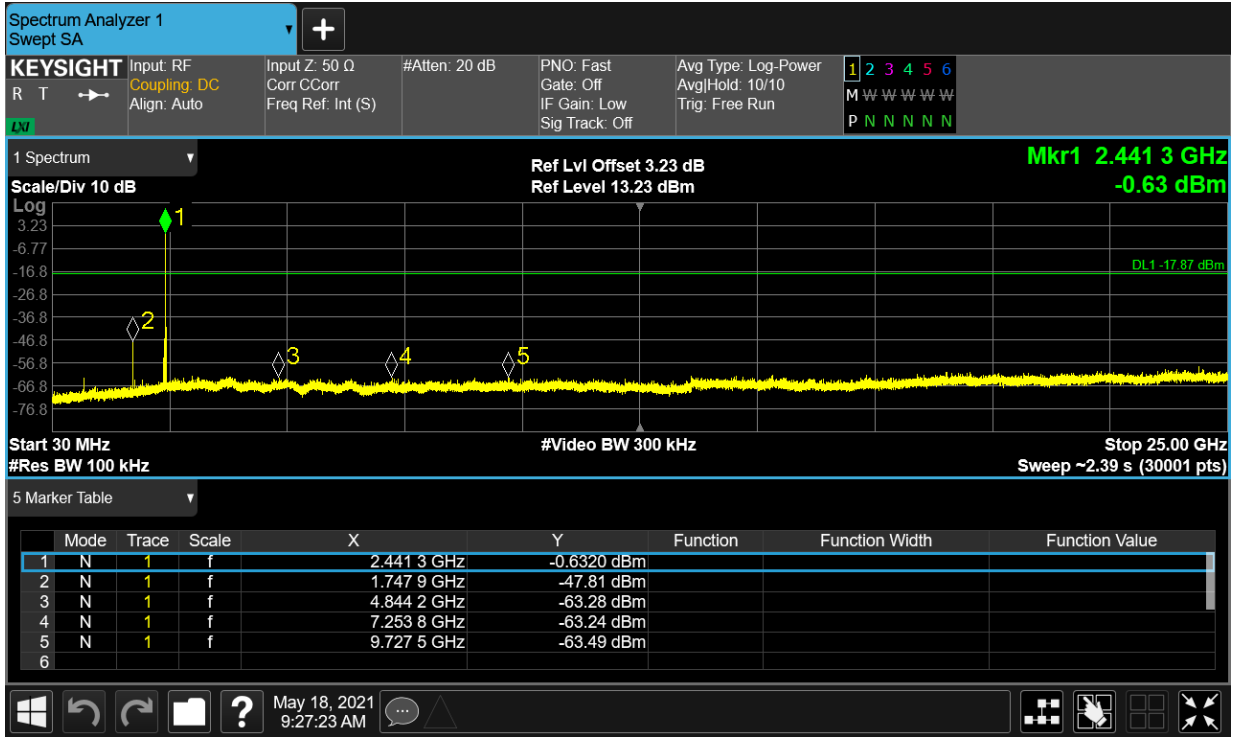 Spectrum Analyzer 1
Swept SA
+
KEYSIGHT
R T
LXI
Input: RF
Coupling: DC
Align: Auto
Input Z: 50 Ω
Corr CCorr
Freq Ref: Int (S)
#Atten: 20 dB
PNO: Fast
Gate: Off
IF Gain: Low
Sig Track: Off
Avg Type: Log-Power
Avg|Hold: 10/10
Trig: Free Run
1 2 3 4 5 6
M W W W W W
P N N N N N
1 Spectrum
Scale/Div 10 dB
Ref Lvl Offset 3.23 dB
Ref Level 13.23 dBm
Mkr1 2.441 3 GHz
-0.63 dBm
Log
3.23
-6.77
-16.8
-26.8
-36.8
-46.8
-56.8
-66.8
-76.8
1
2
3
4
5
DL1 -17.87 dBm
Start 30 MHz
#Res BW 100 kHz
#Video BW 300 kHz
Stop 25.00 GHz
Sweep ~2.39 s (30001 pts)
5 Marker Table
Mode Trace Scale X Y Function Function Width Function Value
1 N 1 f 2.441 3 GHz -0.6320 dBm
2 N 1 f 1.747 9 GHz -47.81 dBm
3 N 1 f 4.844 2 GHz -63.28 dBm
4 N 1 f 7.253 8 GHz -63.24 dBm
5 N 1 f 9.727 5 GHz -63.49 dBm
6
?
May 18, 2021
9:27:23 AM